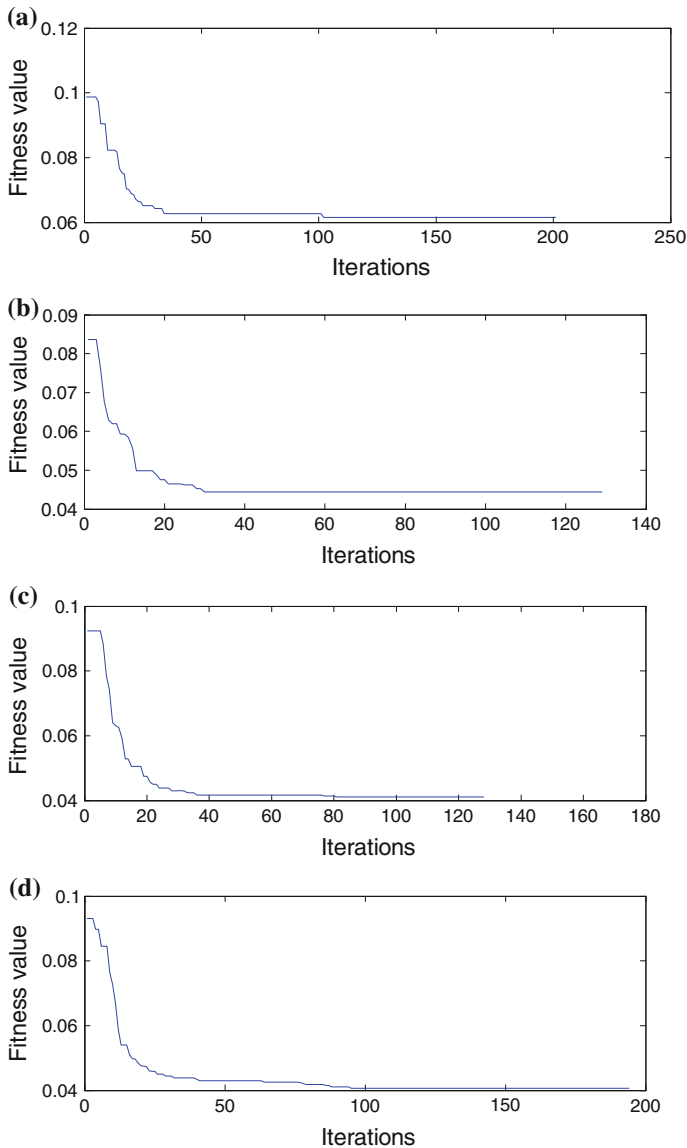 (a)
0.12
0.1
0.08
0.06
Fitness value
0 50 100 150 200 250
Iterations
(b)
0.09
0.08
0.07
0.06
0.05
0.04
Fitness value
0 20 40 60 80 100 120 140
Iterations
(c)
0.1
0.08
0.06
0.04
Fitness value
0 20 40 60 80 100 120 140 160 180
Iterations
(d)
0.1
0.08
0.06
0.04
Fitness value
0 50 100 150 200
Iterations